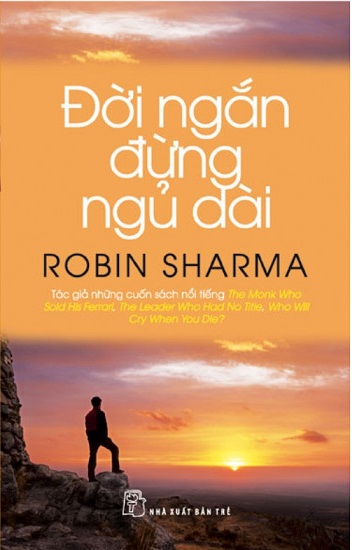 Đời ngắn
đừng
ngủ dài
ROBIN SHARMA
Tác giả những cuốn sách nổi tiếng The Monk Who
Sold His Ferrari, The Leader Who Had No Title, Who Will
Cry When You Die?
NHÀ XUẤT BẢN TRẺ